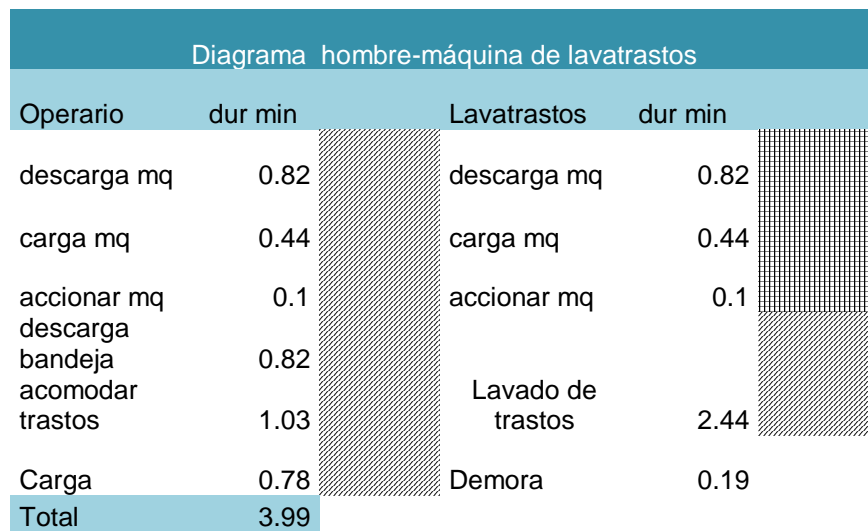 Diagrama hombre-máquina de lavatrastos
Operario dur min Lavatrastos dur min
descarga mq 0.82 descarga mq 0.82
carga mq 0.44 carga mq 0.44
accionar mq 0.1 accionar mq 0.1
descarga
bandeja 0.82
acomodar Lavado de
trastos 1.03 trastos 2.44
Carga 0.78 Demora 0.19
Total 3.99